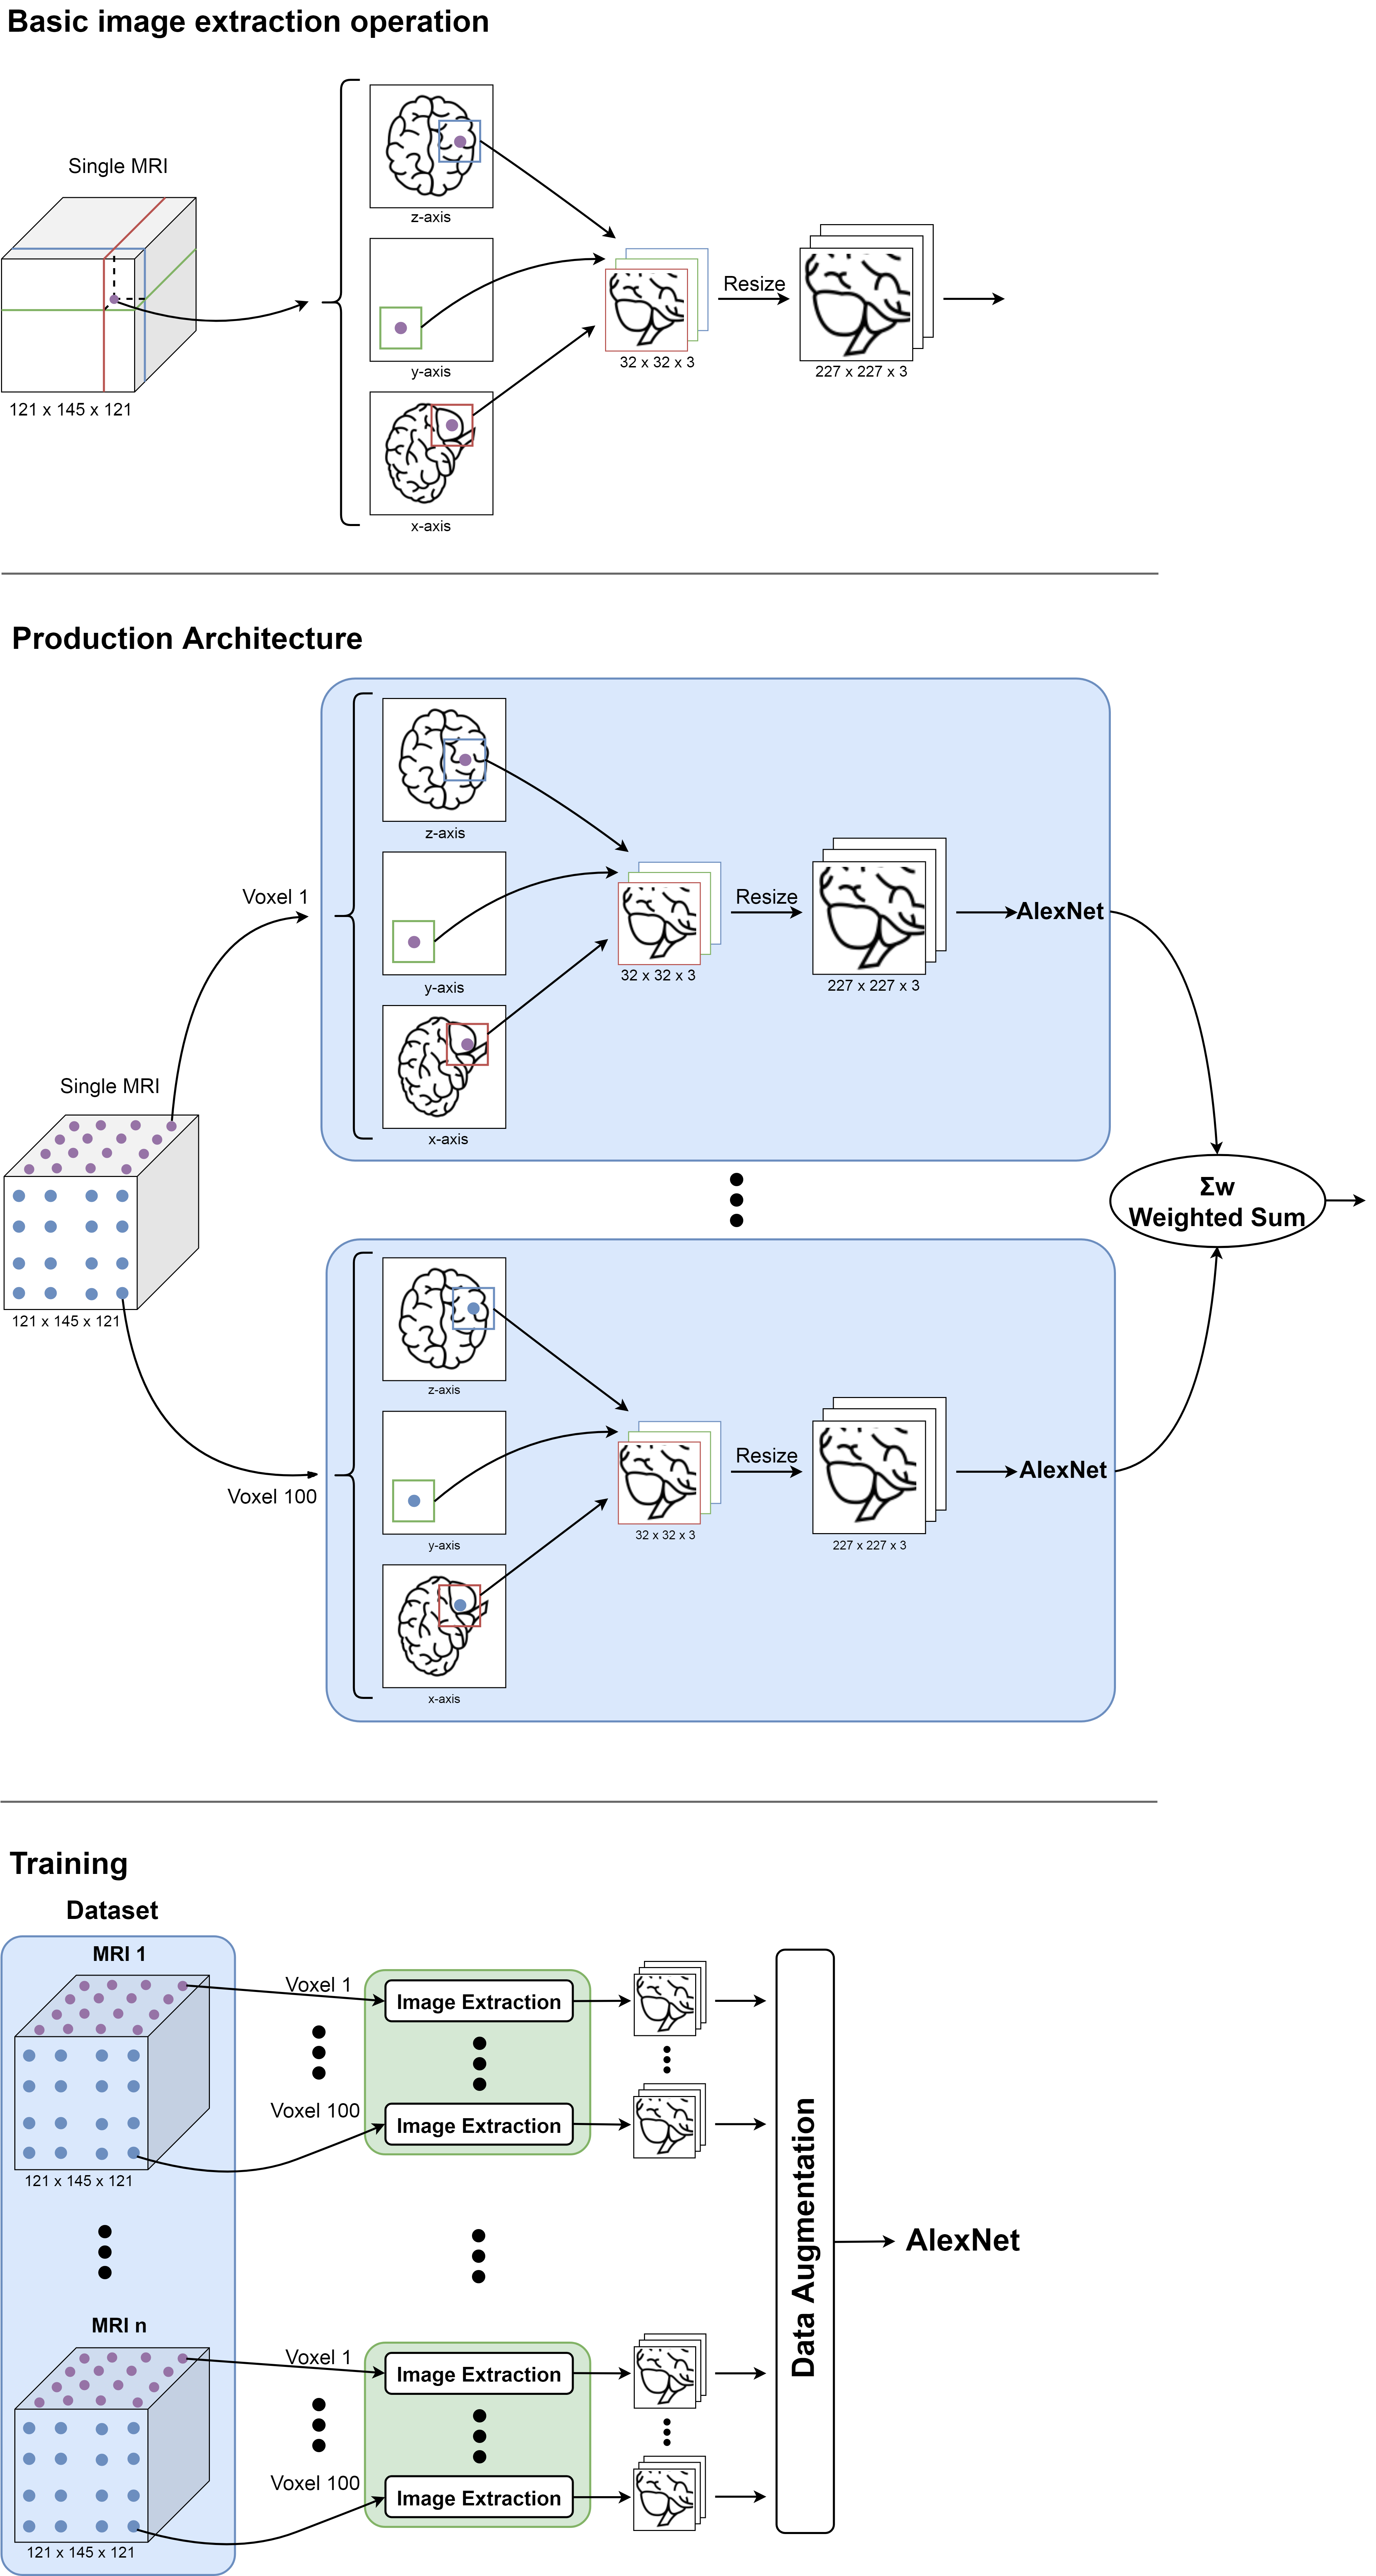 Basic image extraction operation
Single MRI
121 x 145 x 121
z-axis
y-axis
x-axis
32 x 32 x 3
Resize
227 x 227 x 3
Production Architecture
Single MRI
121 x 145 x 121
Voxel 1
z-axis
y-axis
x-axis
32 x 32 x 3
Resize
227 x 227 x 3
AlexNet
Voxel 100
z-axis
y-axis
x-axis
32 x 32 x 3
Resize
227 x 227 x 3
AlexNet
Σw
Weighted Sum
Training
Dataset
MRI 1
121 x 145 x 121
Voxel 1
Image Extraction
Voxel 100
Image Extraction
MRI n
121 x 145 x 121
Voxel 1
Image Extraction
Voxel 100
Image Extraction
Data Augmentation
AlexNet